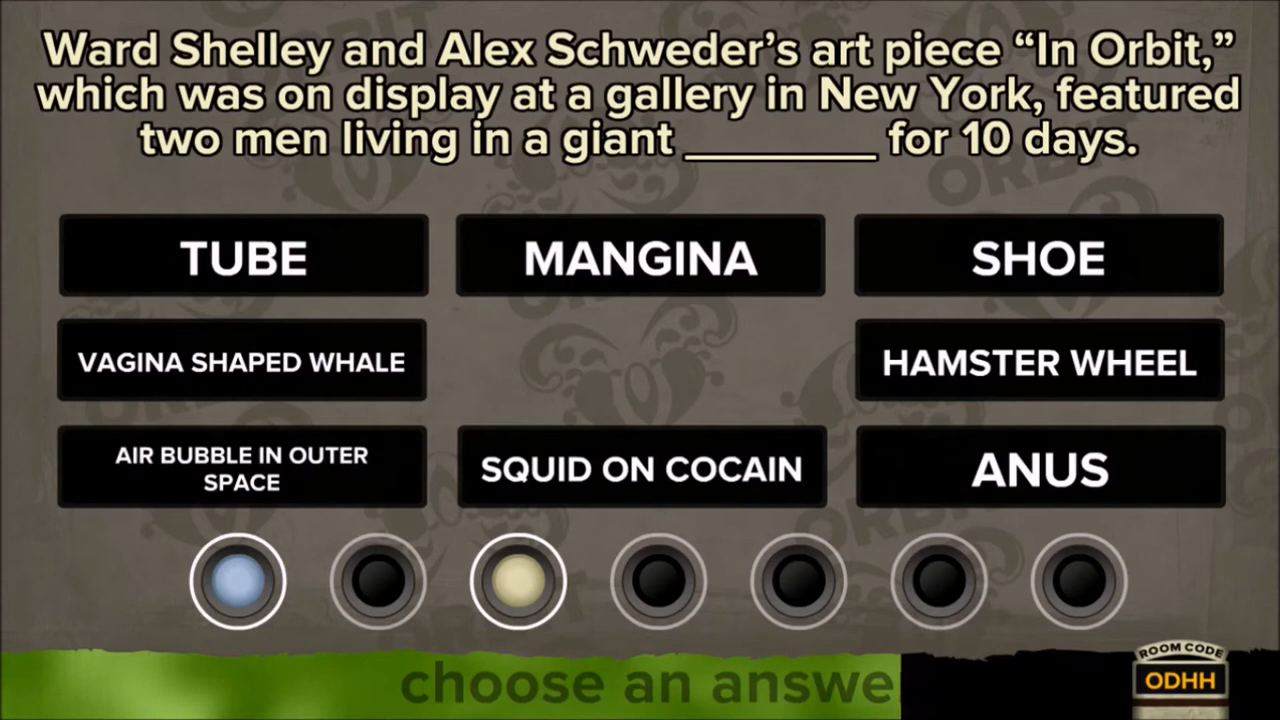 Ward Shelley and Alex Schweder’s art piece “In Orbit,”
which was on display at a gallery in New York, featured
two men living in a giant ________ for 10 days.
TUBE
MANGINA
SHOE
VAGINA SHAPED WHALE
HAMSTER WHEEL
AIR BUBBLE IN OUTER
SPACE
SQUID ON COCAIN
ANUS
choose an answe
ROOM CODE
ODHH